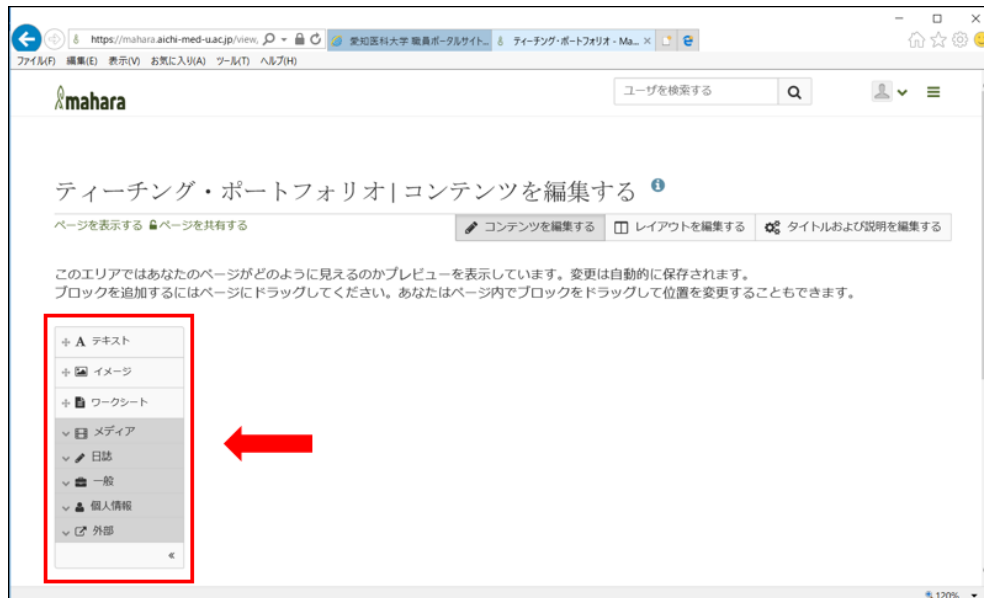 https://mahara.aichi-med-u.ac.jp/view,
愛知医科大学 職員ポータルサイト...
ティーチング・ポートフォリオ - Ma...
ファイル(F) 編集(E) 表示(V) お気に入り(A) ツール(T) ヘルプ(H)
mahara
ユーザを検索する
ティーチング・ポートフォリオ | コンテンツを編集する
ページを表示する ページを共有する
コンテンツを編集する
レイアウトを編集する
タイトルおよび説明を編集する
このエリアではあなたのページがどのように見えるのかプレビューを表示しています。変更は自動的に保存されます。
ブロックを追加するにはページにドラッグしてください。あなたはページ内でブロックをドラッグして位置を変更することもできます。
A テキスト
イメージ
ワークシート
メディア
日誌
一般
個人情報
外部
«
120%